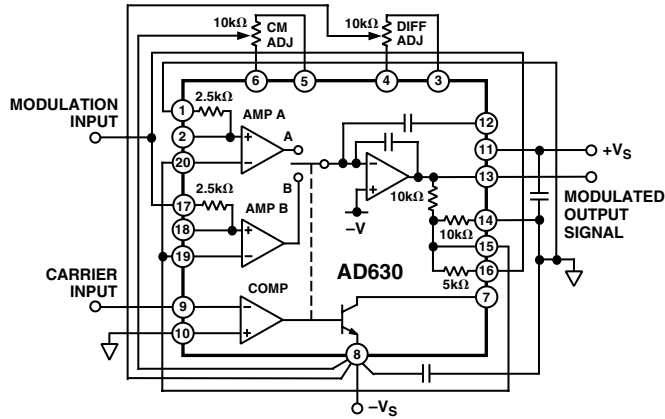 10kΩ
CM
ADJ
10kΩ
DIFF
ADJ
6
5
4
3
MODULATION
INPUT
1
2.5kΩ
AMP A
2
A
20
12
11
+VS
13
10kΩ
MODULATED
OUTPUT
SIGNAL
–V
B
17
2.5kΩ
AMP B
18
19
14
10kΩ
15
16
5kΩ
AD630
CARRIER
INPUT
9
COMP
10
7
8
–VS